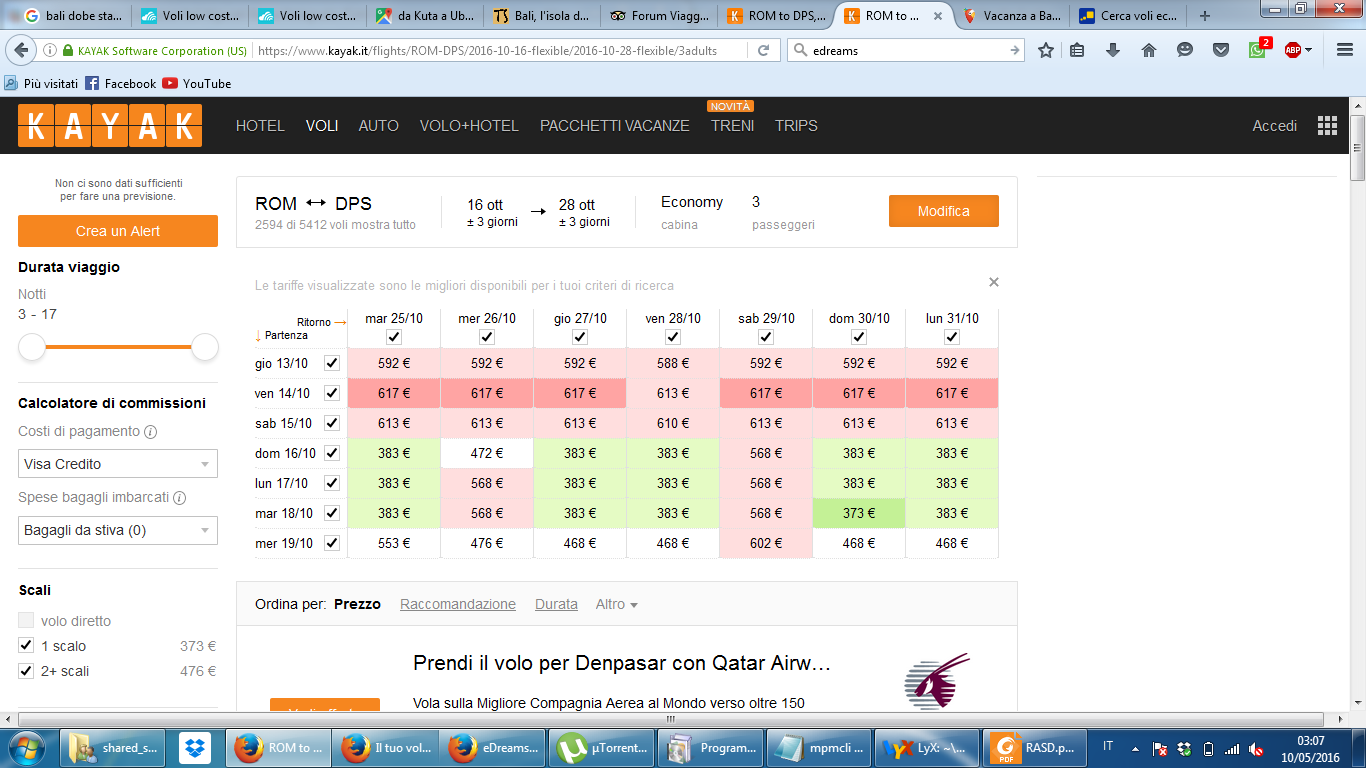 bali dobe sta... Voli low cost... Voli low cost... da Kuta a Ub... Bali, l'isola d... Forum Viagg... ROM to DPS,... ROM to ... Vacanza a Ba... Cerca voli ec...
KAYAK Software Corporation (US) https://www.kayak.it/flights/ROM-DPS/2016-10-16-flexible/2016-10-28-flexible/3adults edreams 2 ABP
Più visitati Facebook YouTube
KAYAK HOTEL VOLI AUTO VOLO+HOTEL PACCHETTI VACANZE NOVITÀ TRENI TRIPS Accedi
Non ci sono dati sufficienti
per fare una previsione.
Crea un Alert
Durata viaggio
Notti
3 - 17
Calcolatore di commissioni
Costi di pagamento i
Visa Credito
Spese bagagli imbarcati i
Bagagli da stiva (0)
Scali
volo diretto
1 scalo 373 €
2+ scali 476 €
ROM ↔ DPS 16 ott → 28 ott Economy 3 Modifica
2594 di 5412 voli mostra tutto ± 3 giorni ± 3 giorni cabina passeggeri
Le tariffe visualizzate sono le migliori disponibili per i tuoi criteri di ricerca
Ritorno → mar 25/10 mer 26/10 gio 27/10 ven 28/10 sab 29/10 dom 30/10 lun 31/10
↓ Partenza
gio 13/10 592 € 592 € 592 € 588 € 592 € 592 € 592 €
ven 14/10 617 € 617 € 617 € 613 € 617 € 617 € 617 €
sab 15/10 613 € 613 € 613 € 610 € 613 € 613 € 613 €
dom 16/10 383 € 472 € 383 € 383 € 568 € 383 € 383 €
lun 17/10 383 € 568 € 383 € 383 € 568 € 383 € 383 €
mar 18/10 383 € 568 € 383 € 383 € 568 € 373 € 383 €
mer 19/10 553 € 476 € 468 € 468 € 602 € 468 € 468 €
Ordina per: Prezzo Raccomandazione Durata Altro
Prendi il volo per Denpasar con Qatar Airw...
Vola sulla Migliore Compagnia Aerea al Mondo verso oltre 150
shared_s... ROM to ... Il tuo vol... eDreams... µTorrent... Program... mpmcli ... LyX: ~\... RASD.p... IT 03:07
10/05/2016